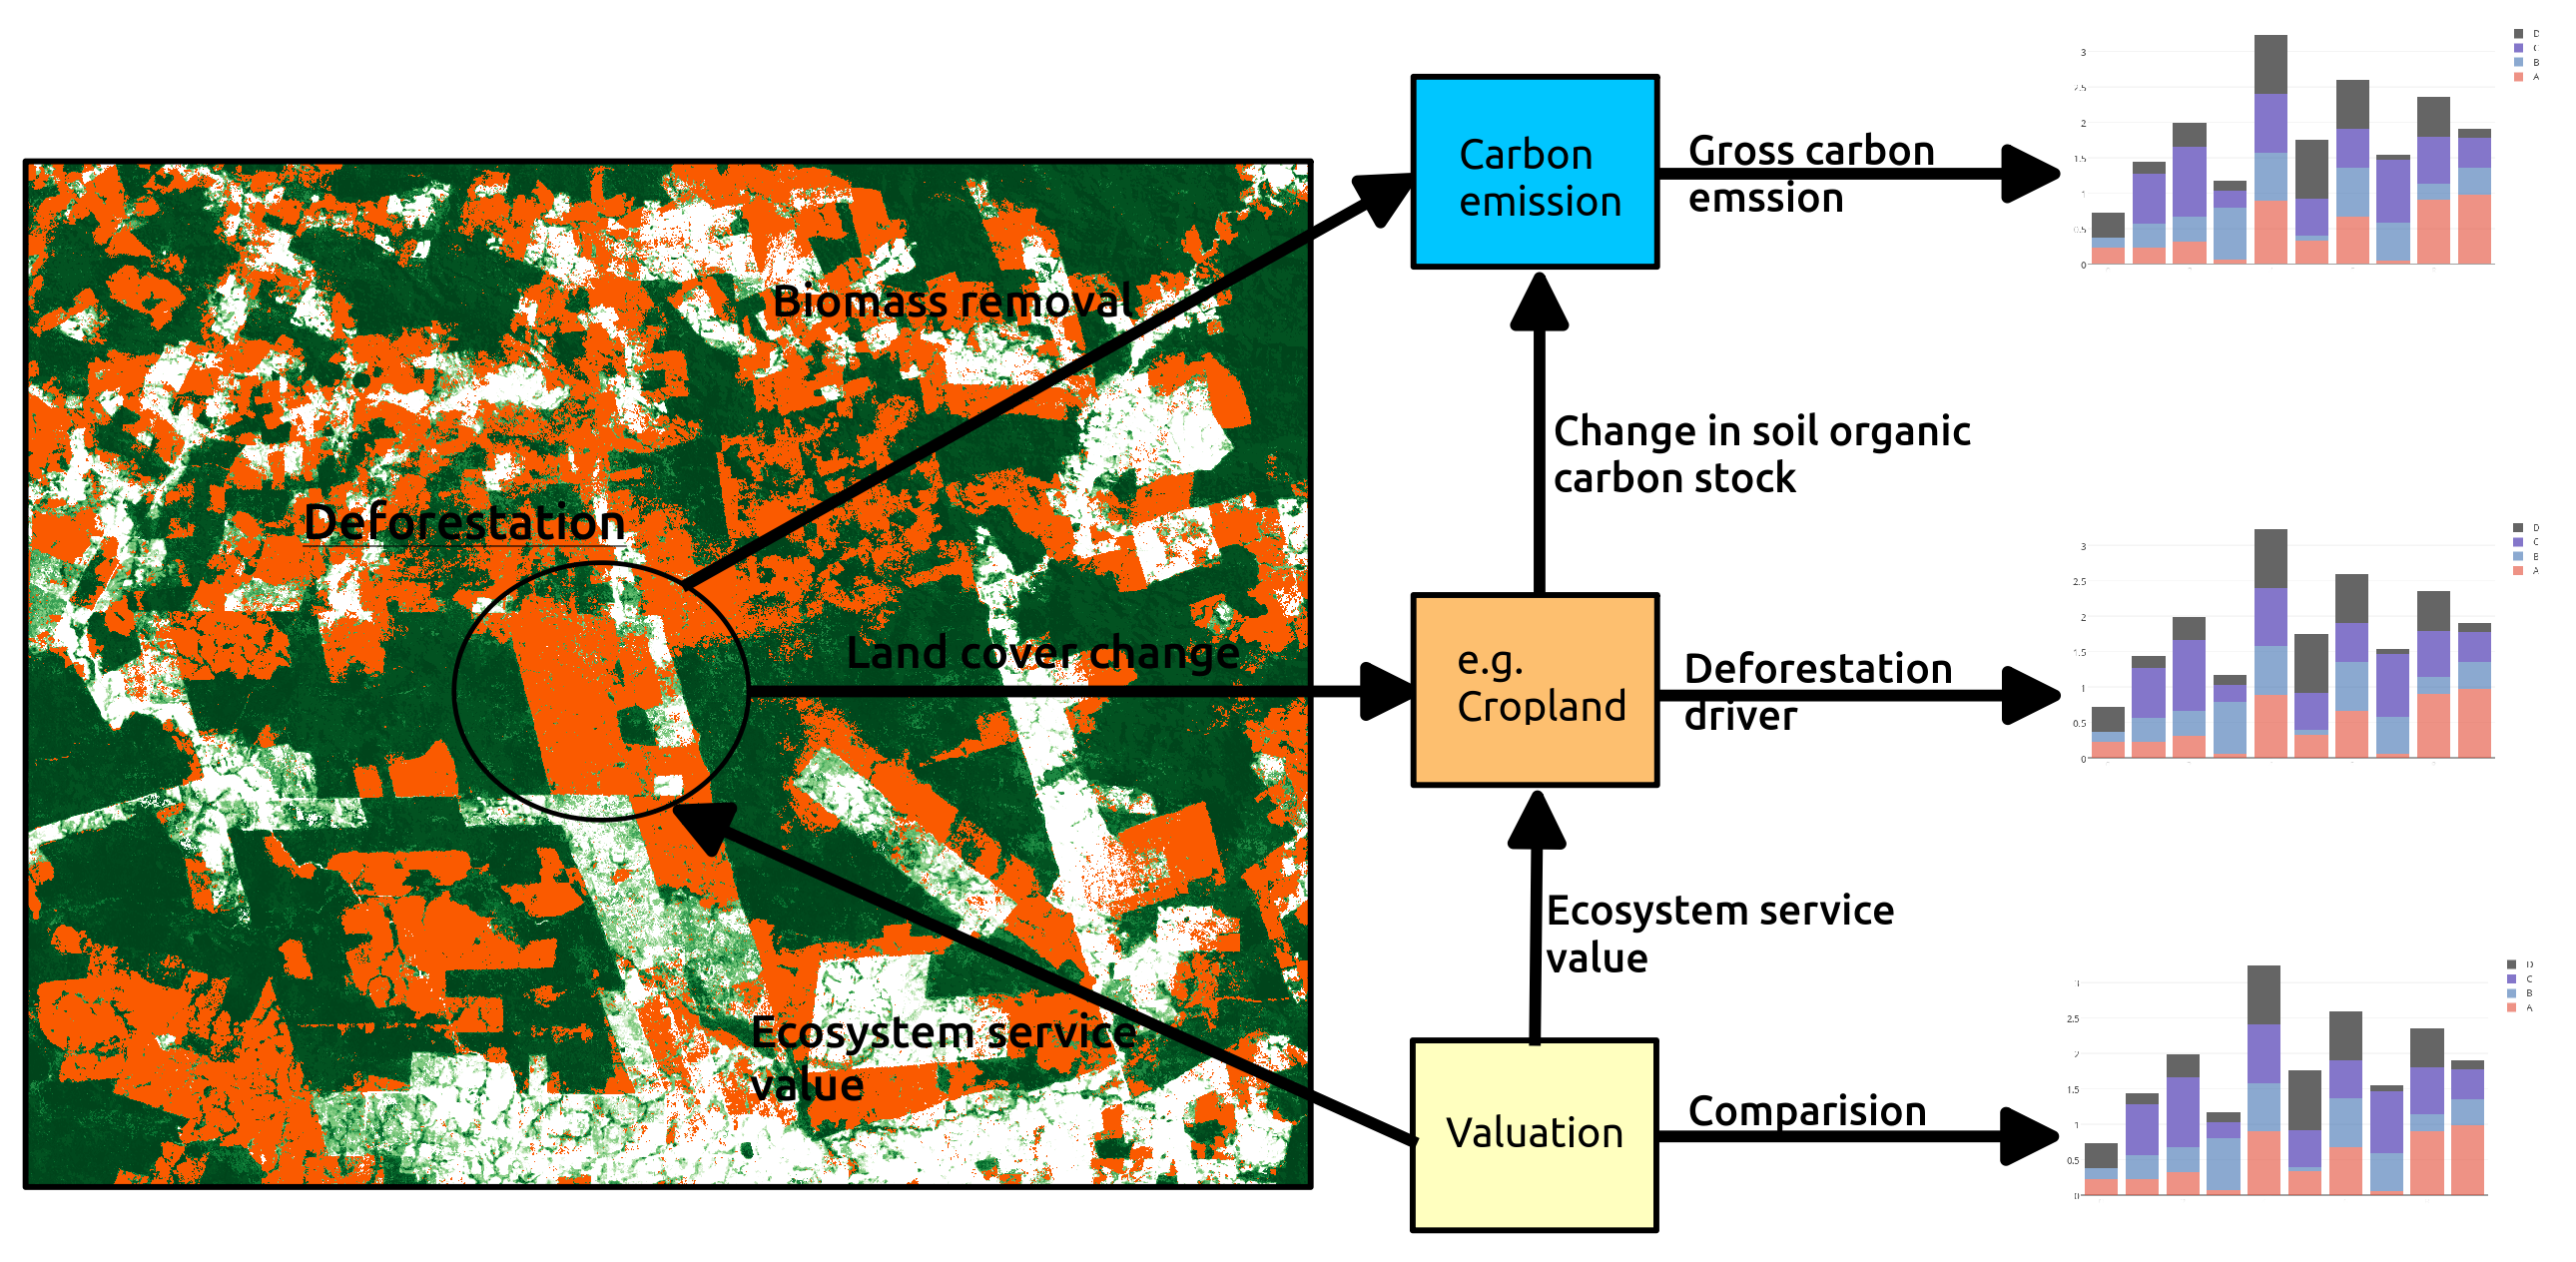 Deforestation
Biomass removal
Land cover change
Ecosystem service
value
Carbon
emission
Gross carbon
emssion
Change in soil organic
carbon stock
e.g.
Cropland
Deforestation
driver
Ecosystem service
value
Valuation
Comparision
3
2.5
2
1.5
1
0.5
0
D
C
B
A
3
2.5
2
1.5
1
0.5
0
D
C
B
A
2.5
2
1.5
1
0.5
0
D
C
B
A